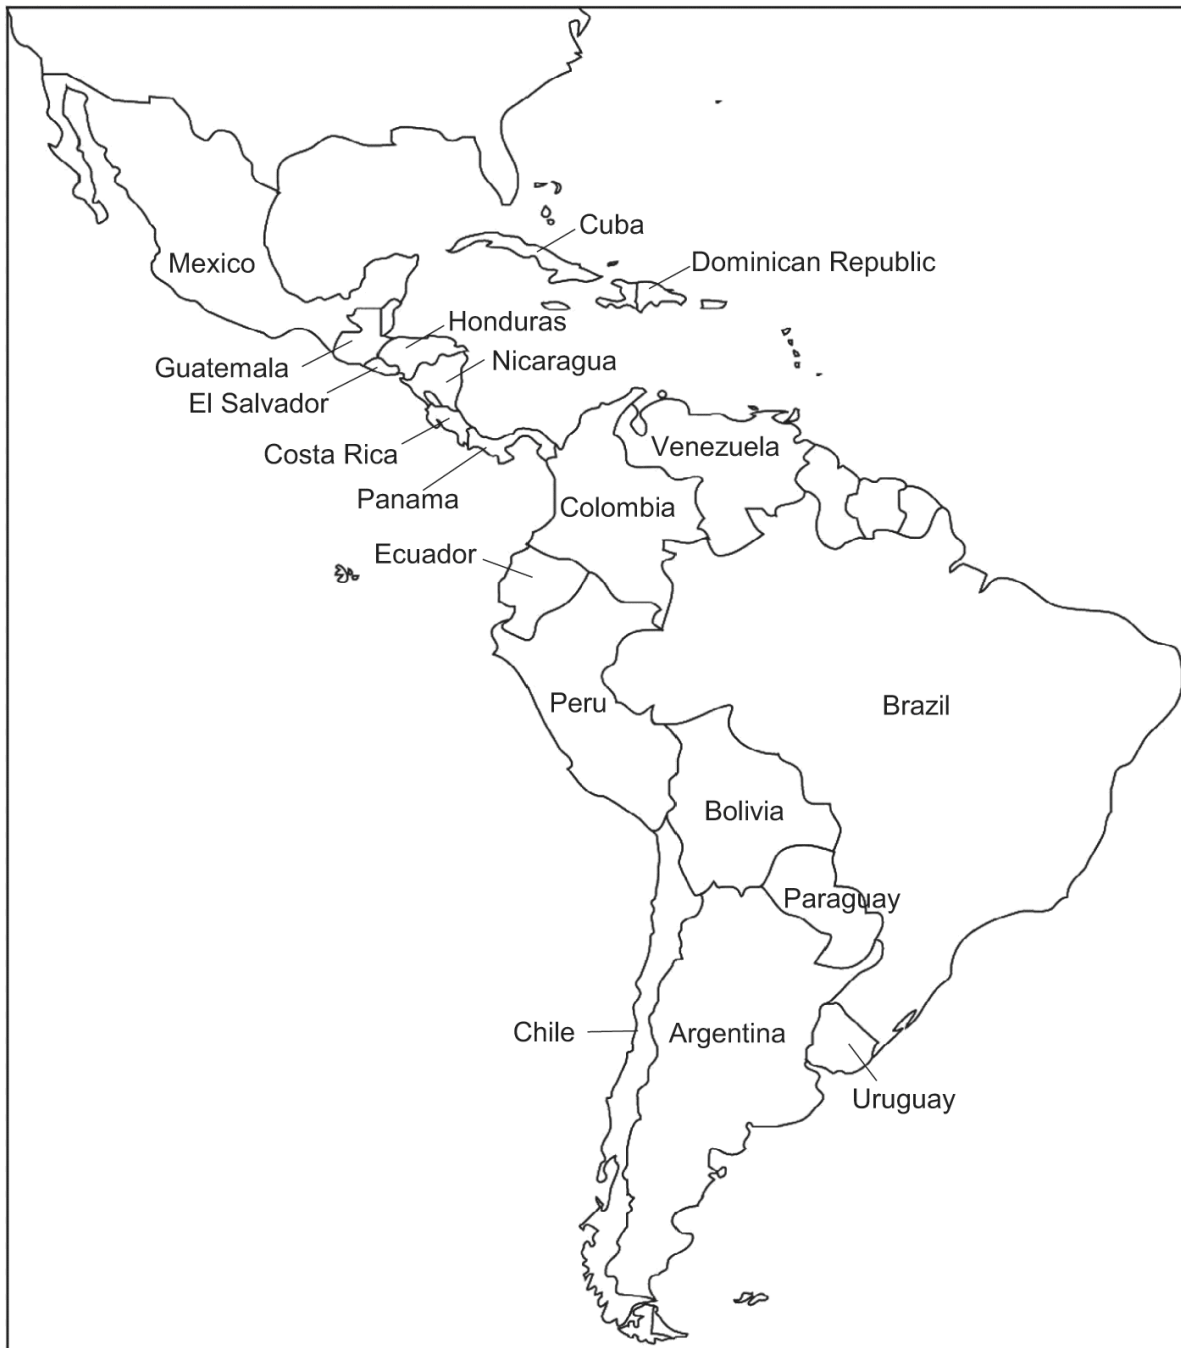 Cuba
Dominican Republic
Mexico
Honduras
Nicaragua
Guatemala
El Salvador
Costa Rica
Venezuela
Panama
Colombia
Ecuador
Peru
Brazil
Bolivia
Paraguay
Chile
Argentina
Uruguay